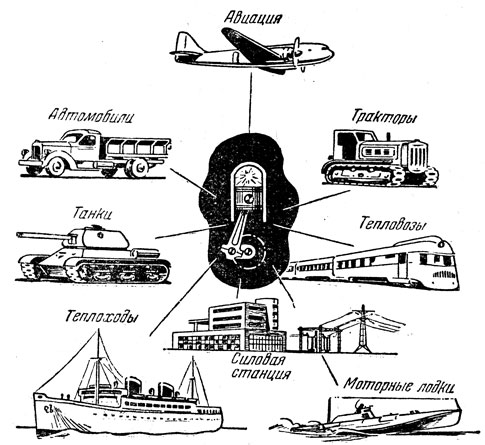 Авиация
Автомобили
Тракторы
Танки
Тепловозы
Теплоходы
Силовая
станция
Моторные лодки